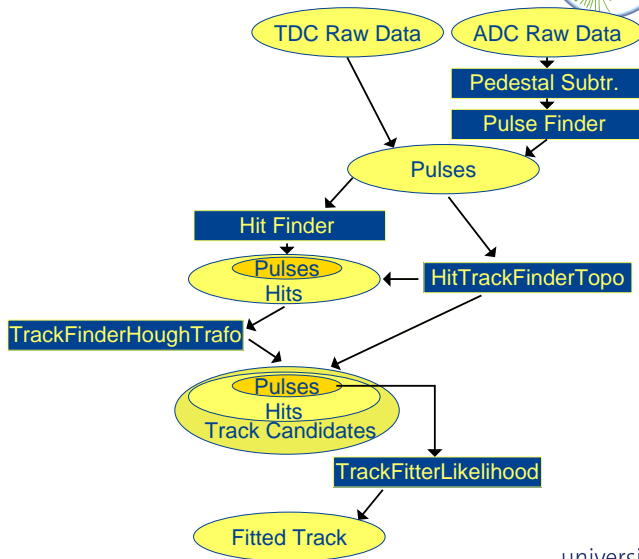 TDC Raw Data
ADC Raw Data
Pedestal Subtr.
Pulse Finder
Pulses
Hit Finder
Pulses
Hits
HitTrackFinderTopo
TrackFinderHoughTrafo
Pulses
Hits
Track Candidates
TrackFitterLikelihood
Fitted Track